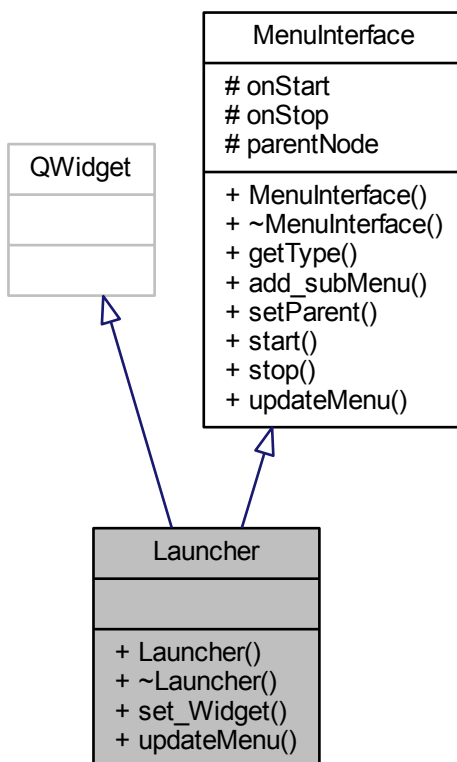 MenuInterface
# onStart
# onStop
# parentNode
+ MenuInterface()
+ ~MenuInterface()
+ getType()
+ add_subMenu()
+ setParent()
+ start()
+ stop()
+ updateMenu()
QWidget
Launcher
+ Launcher()
+ ~Launcher()
+ set_Widget()
+ updateMenu()